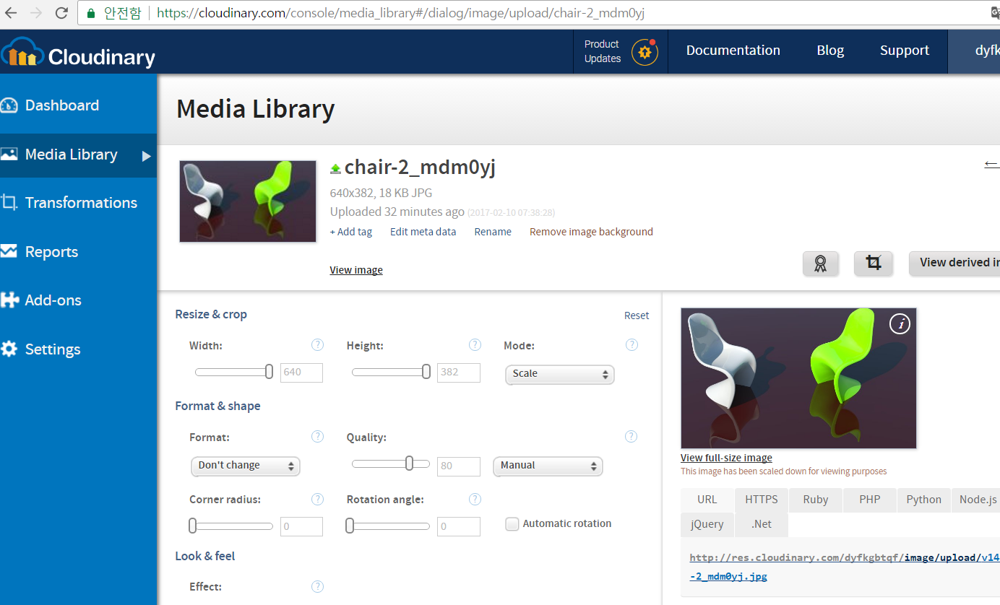 안전함 https://cloudinary.com/console/media_library#/dialog/image/upload/chair-2_mdm0yj
Cloudinary
Product
Updates
Documentation
Blog
Support
dyfk
Dashboard
Media Library
Transformations
Reports
Add-ons
Settings
Media Library
chair-2_mdm0yj
←
640x382, 18 KB JPG
Uploaded 32 minutes ago (2017-02-10 07:38:28)
+ Add tag Edit meta data Rename Remove image background
View image
View derived i
Resize & crop
Reset
Width: ? Height: ? Mode: ?
640 382 Scale
Format & shape
Format: ? Quality: ?
Don't change 80 Manual
Corner radius: ? Rotation angle: ?
0 0 Automatic rotation
Look & feel
Effect: ?
i
View full-size image
This image has been scaled down for viewing purposes
URL HTTPS Ruby PHP Python Node.js
jQuery .Net
http://res.cloudinary.com/dyfkgbtqf/image/upload/v14
-2_mdm0yj.jpg